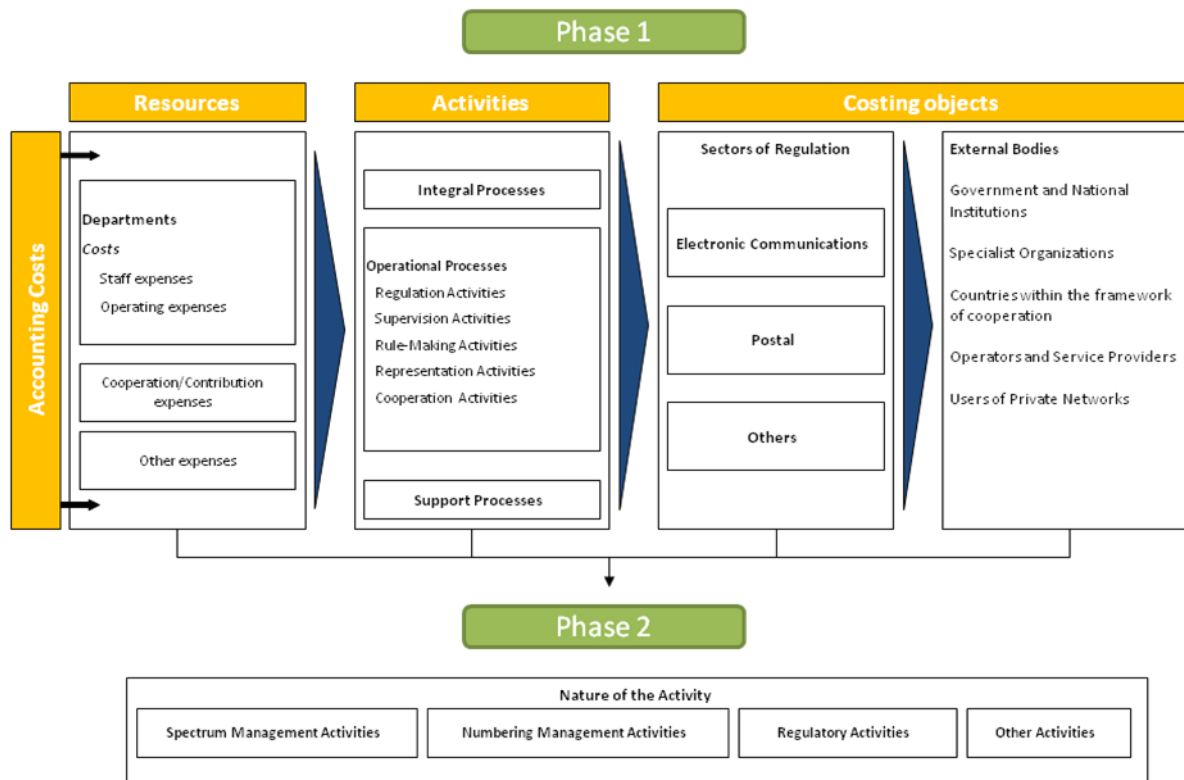 Phase 1
Resources
Activities
Costing objects
Accounting Costs
Departments
Costs
Staff expenses
Operating expenses
Cooperation/Contribution
expenses
Other expenses
Integral Processes
Operational Processes
Regulation Activities
Supervision Activities
Rule-Making Activities
Representation Activities
Cooperation Activities
Support Processes
Sectors of Regulation
Electronic Communications
Postal
Others
External Bodies
Government and National
Institutions
Specialist Organizations
Countries within the framework
of cooperation
Operators and Service Providers
Users of Private Networks
Phase 2
Nature of the Activity
Spectrum Management Activities
Numbering Management Activities
Regulatory Activities
Other Activities